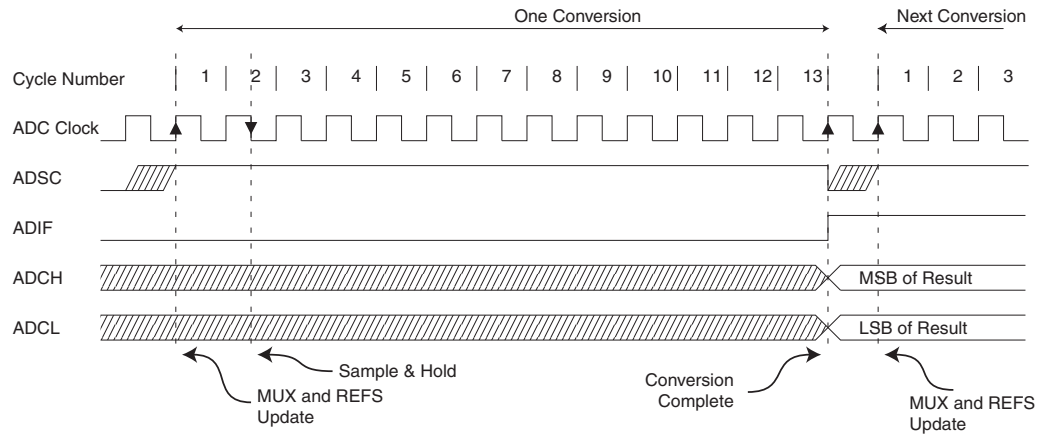 One Conversion
Next Conversion
Cycle Number
1 2 3 4 5 6 7 8 9 10 11 12 13 1 2 3
ADC Clock
ADSC
ADIF
ADCH
MSB of Result
ADCL
LSB of Result
Sample & Hold
MUX and REFS
Update
Conversion
Complete
MUX and REFS
Update